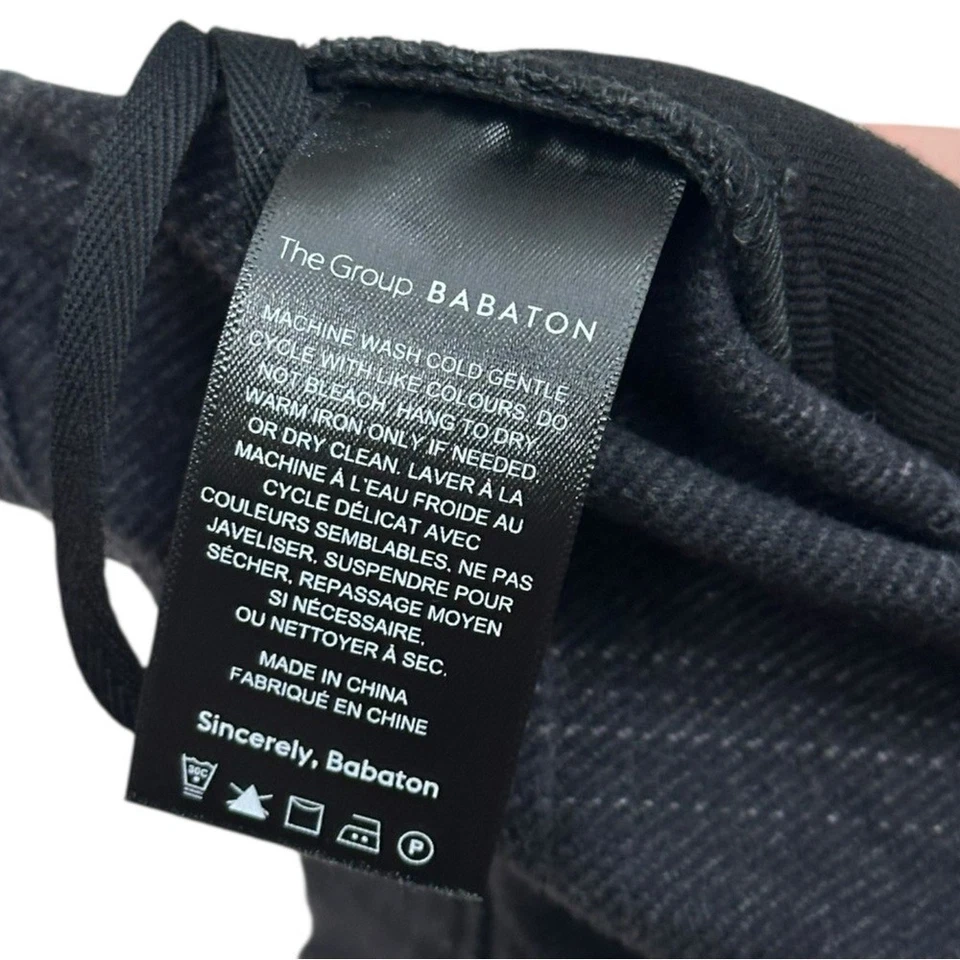 The Group BABATON
MACHINE WASH COLD GENTLE
CYCLE WITH LIKE COLOURS. DO
NOT BLEACH. HANG TO DRY.
WARM IRON ONLY IF NEEDED
OR DRY CLEAN. LAVER À LA
MACHINE À L'EAU FROIDE AU
CYCLE DÉLICAT AVEC
COULEURS SEMBLABLES. NE PAS
JAVELISER. SUSPENDRE POUR
SÉCHER. REPASSAGE MOYEN
SI NÉCESSAIRE.
OU NETTOYER À SEC.
MADE IN CHINA
FABRIQUÉ EN CHINE
Sincerely, Babaton
30C
P